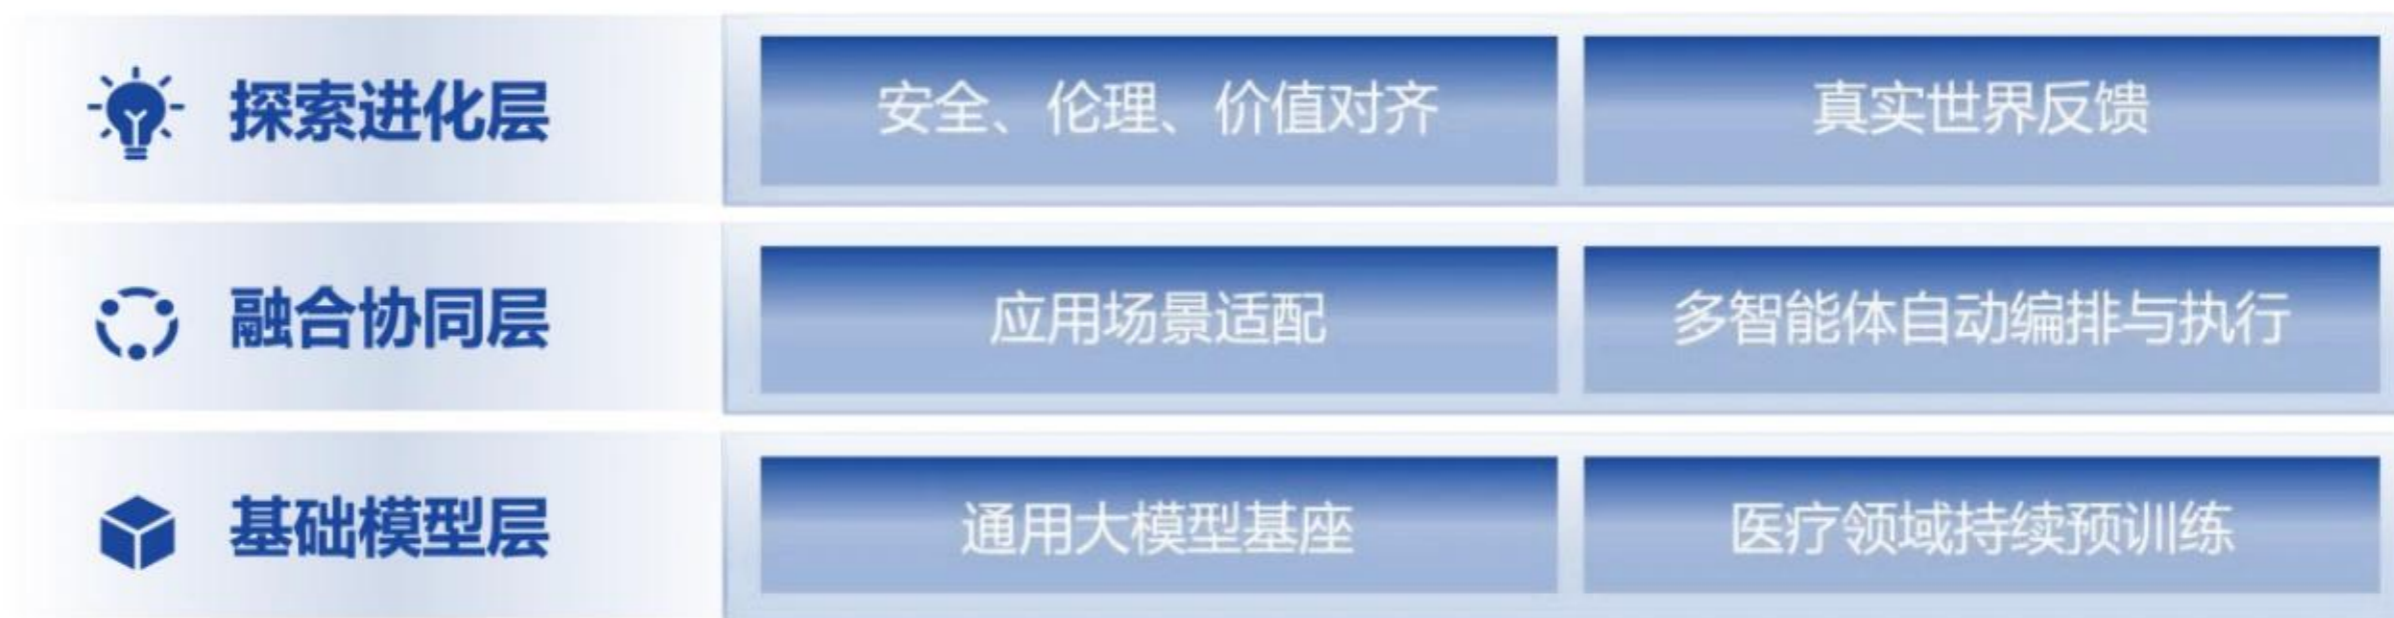 探索进化层
安全、伦理、价值对齐
真实世界反馈
融合协同层
应用场景适配
多智能体自动编排与执行
基础模型层
通用大模型基座
医疗领域持续预训练